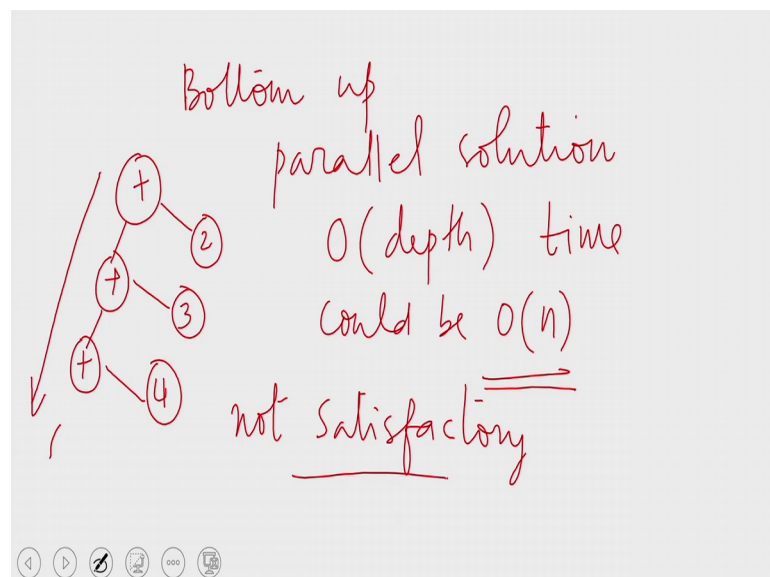 Bottom up
parallel solution
+
O(depth) time
2
+
could be O(n)
3
+
4
not satisfactory